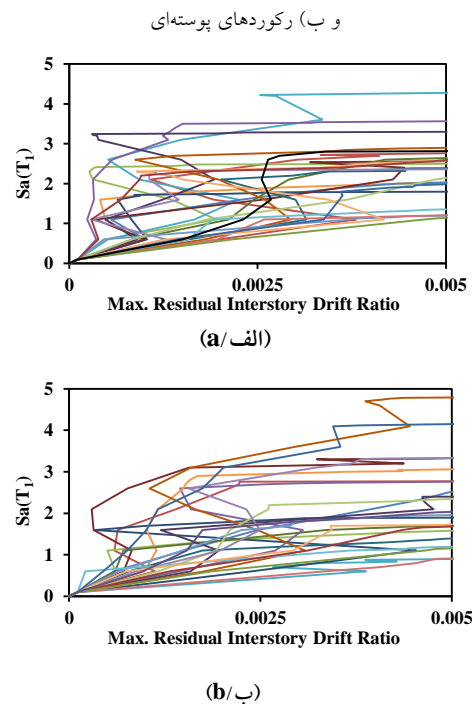 و ب) رکوردهای پوسته‌ای
5
4
3
2
1
0
Sa(T1)
0 0.0025 0.005
Max. Residual Interstory Drift Ratio
(الف/a)
5
4
3
2
1
0
Sa(T1)
0 0.0025 0.005
Max. Residual Interstory Drift Ratio
(ب/b)